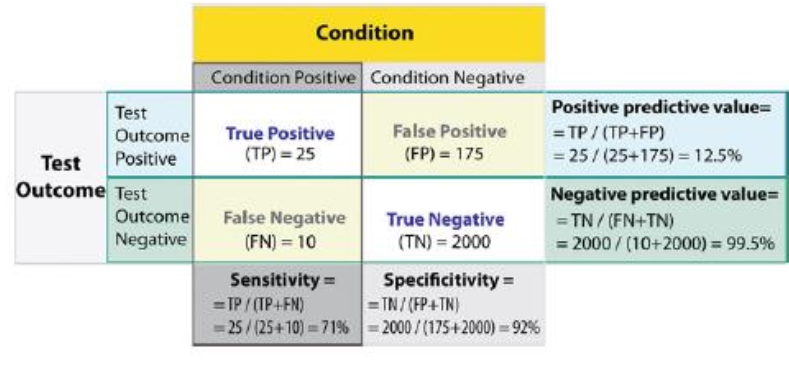 Condition
Condition Positive
Condition Negative
Test Outcome
Test Outcome Positive
True Positive
(TP) = 25
False Positive
(FP) = 175
Positive predictive value=
= TP / (TP+FP)
= 25 / (25+175) = 12.5%
Test Outcome Negative
False Negative
(FN) = 10
True Negative
(TN) = 2000
Negative predictive value=
= TN / (FN+TN)
= 2000 / (10+2000) = 99.5%
Sensitivity =
= TP / (TP+FN)
= 25 / (25+10) = 71%
Specificitivity =
= TN / (FP+TN)
= 2000 / (175+2000) = 92%